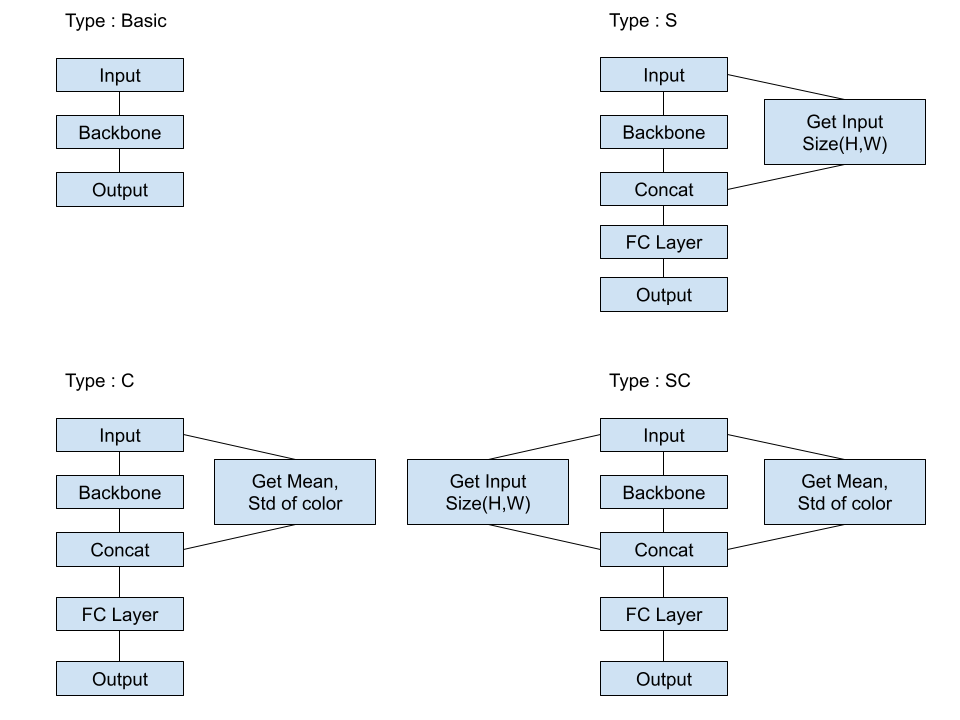 Type : Basic
Input
Backbone
Output
Type : S
Input
Get Input
Size(H,W)
Backbone
Concat
FC Layer
Output
Type : C
Input
Get Mean,
Std of color
Backbone
Concat
FC Layer
Output
Type : SC
Input
Get Input
Size(H,W)
Backbone
Get Mean,
Std of color
Concat
FC Layer
Output